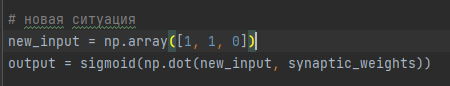 # новая ситуация
new_input = np.array([1, 1, 0])
output = sigmoid(np.dot(new_input, synaptic_weights))